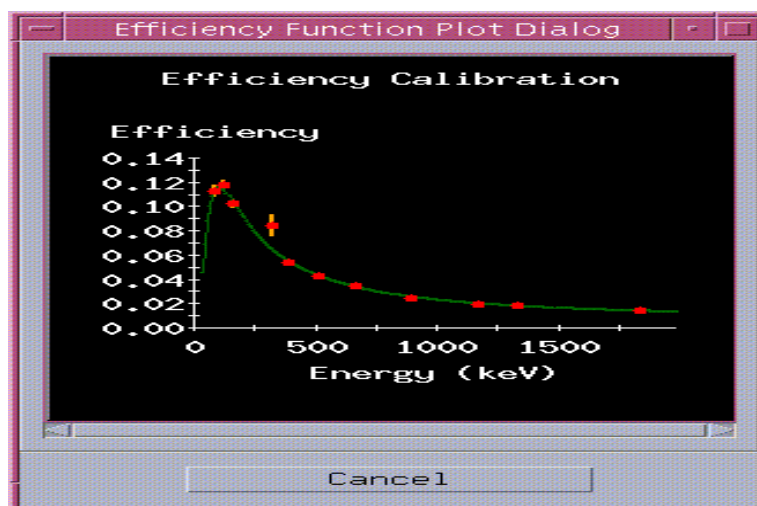 Efficiency Function Plot Dialog
Efficiency Calibration
Efficiency
0.14
0.12
0.10
0.08
0.06
0.04
0.02
0.00
0 500 1000 1500
Energy (keV)
Cancel